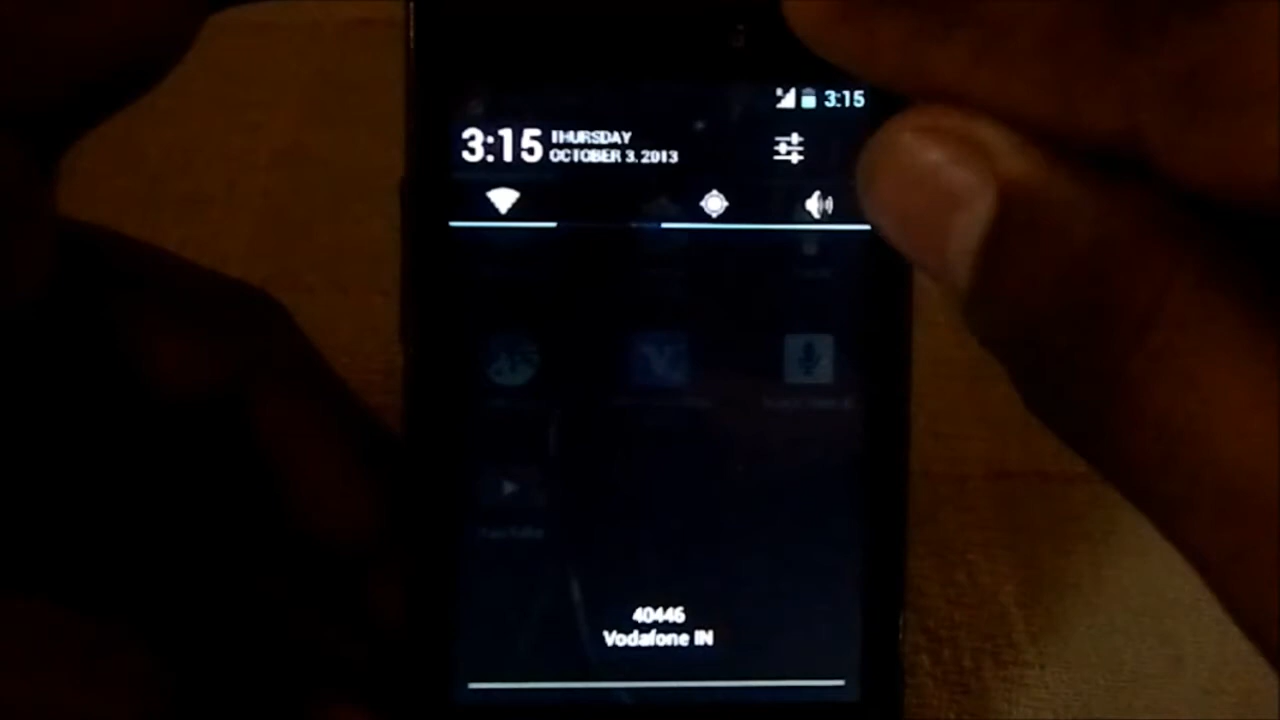 3:15
3:15
THURSDAY
OCTOBER 3, 2013
40446
Vodafone IN